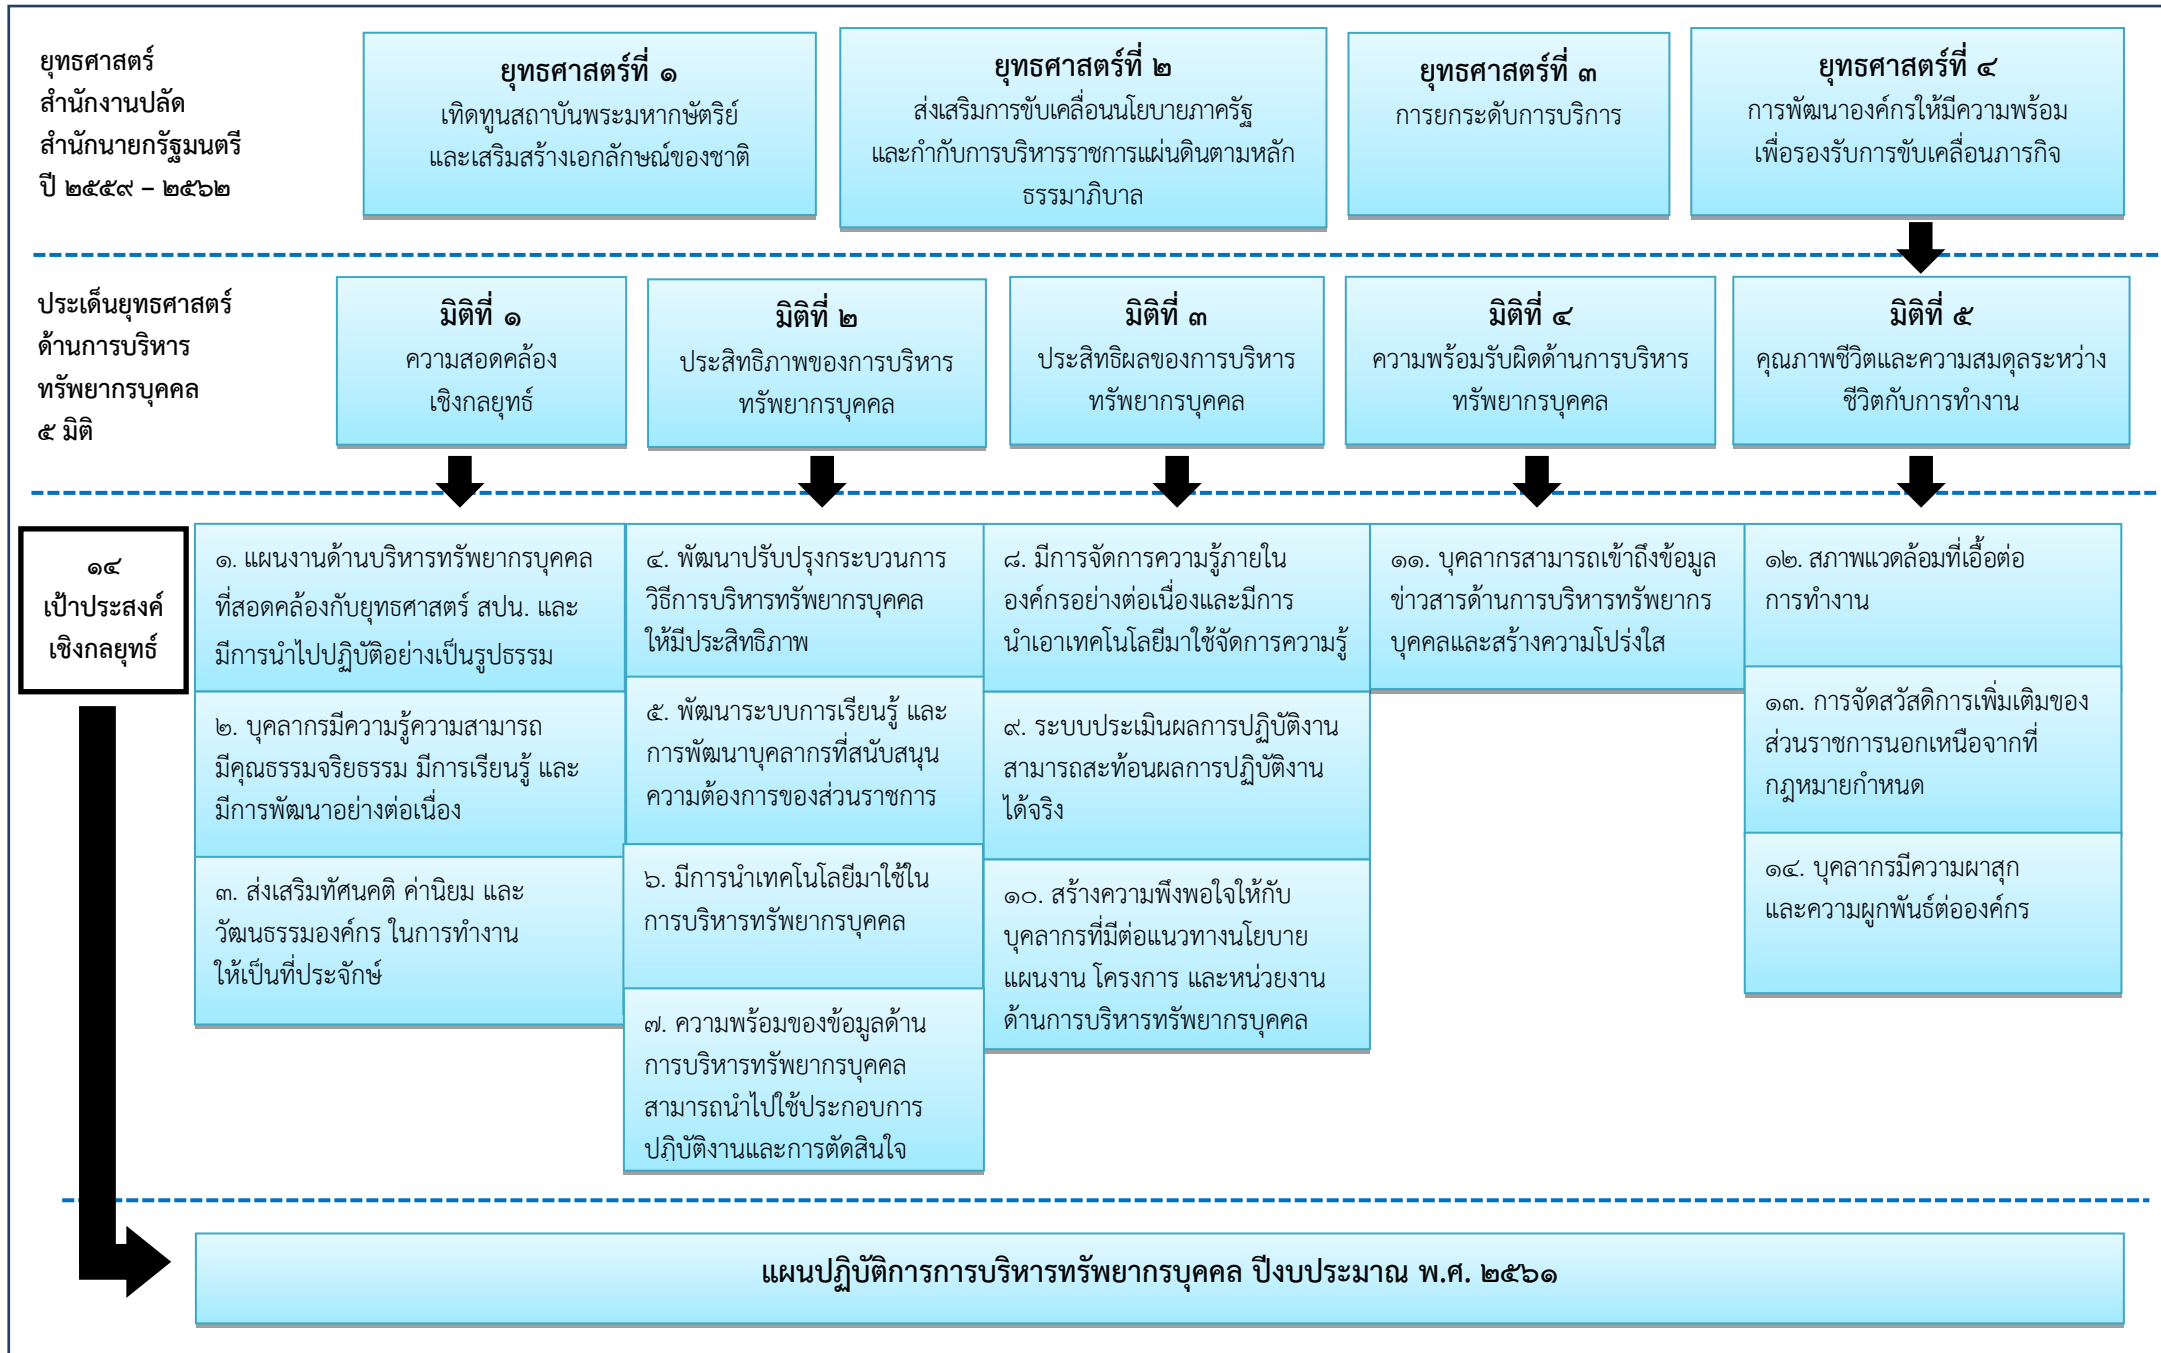 ยุทธศาสตร์
สำนักงานปลัด
สำนักนายกรัฐมนตรี
ปี ๒๕๕๙ – ๒๕๖๒
ยุทธศาสตร์ที่ ๑
เทิดทูนสถาบันพระมหากษัตริย์
และเสริมสร้างเอกลักษณ์ของชาติ
ยุทธศาสตร์ที่ ๒
ส่งเสริมการขับเคลื่อนนโยบายภาครัฐ
และกำกับการบริหารราชการแผ่นดินตามหลัก
ธรรมาภิบาล
ยุทธศาสตร์ที่ ๓
การยกระดับการบริการ
ยุทธศาสตร์ที่ ๔
การพัฒนาองค์กรให้มีความพร้อม
เพื่อรองรับการขับเคลื่อนภารกิจ
ประเด็นยุทธศาสตร์
ด้านการบริหาร
ทรัพยากรบุคคล
๕ มิติ
มิติที่ ๑
ความสอดคล้อง
เชิงกลยุทธ์
มิติที่ ๒
ประสิทธิภาพของการบริหาร
ทรัพยากรบุคคล
มิติที่ ๓
ประสิทธิผลของการบริหาร
ทรัพยากรบุคคล
มิติที่ ๔
ความพร้อมรับผิดด้านการบริหาร
ทรัพยากรบุคคล
มิติที่ ๕
คุณภาพชีวิตและความสมดุลระหว่าง
ชีวิตกับการทำงาน
๑๔
เป้าประสงค์
เชิงกลยุทธ์
๑. แผนงานด้านบริหารทรัพยากรบุคคล
ที่สอดคล้องกับยุทธศาสตร์ สปน. และ
มีการนำไปปฏิบัติอย่างเป็นรูปธรรม
๒. บุคลากรมีความรู้ความสามารถ
มีคุณธรรมจริยธรรม มีการเรียนรู้ และ
มีการพัฒนาอย่างต่อเนื่อง
๓. ส่งเสริมทัศนคติ ค่านิยม และ
วัฒนธรรมองค์กร ในการทำงาน
ให้เป็นที่ประจักษ์
๔. พัฒนาปรับปรุงกระบวนการ
วิธีการบริหารทรัพยากรบุคคล
ให้มีประสิทธิภาพ
๕. พัฒนาระบบการเรียนรู้ และ
การพัฒนาบุคลากรที่สนับสนุน
ความต้องการของส่วนราชการ
๖. มีการนำเทคโนโลยีมาใช้ใน
การบริหารทรัพยากรบุคคล
๗. ความพร้อมของข้อมูลด้าน
การบริหารทรัพยากรบุคคล
สามารถนำไปใช้ประกอบการ
ปฏิบัติงานและการตัดสินใจ
๘. มีการจัดการความรู้ภายใน
องค์กรอย่างต่อเนื่องและมีการ
นำเอาเทคโนโลยีมาใช้จัดการความรู้
๙. ระบบประเมินผลการปฏิบัติงาน
สามารถสะท้อนผลการปฏิบัติงาน
ได้จริง
๑๐. สร้างความพึงพอใจให้กับ
บุคลากรที่มีต่อแนวทางนโยบาย
แผนงาน โครงการ และหน่วยงาน
ด้านการบริหารทรัพยากรบุคคล
๑๑. บุคลากรสามารถเข้าถึงข้อมูล
ข่าวสารด้านการบริหารทรัพยากร
บุคคลและสร้างความโปร่งใส
๑๒. สภาพแวดล้อมที่เอื้อต่อ
การทำงาน
๑๓. การจัดสวัสดิการเพิ่มเติมของ
ส่วนราชการนอกเหนือจากที่
กฎหมายกำหนด
๑๔. บุคลากรมีความผาสุก
และความผูกพันธ์ต่อองค์กร
แผนปฏิบัติการการบริหารทรัพยากรบุคคล ปีงบประมาณ พ.ศ. ๒๕๖๑